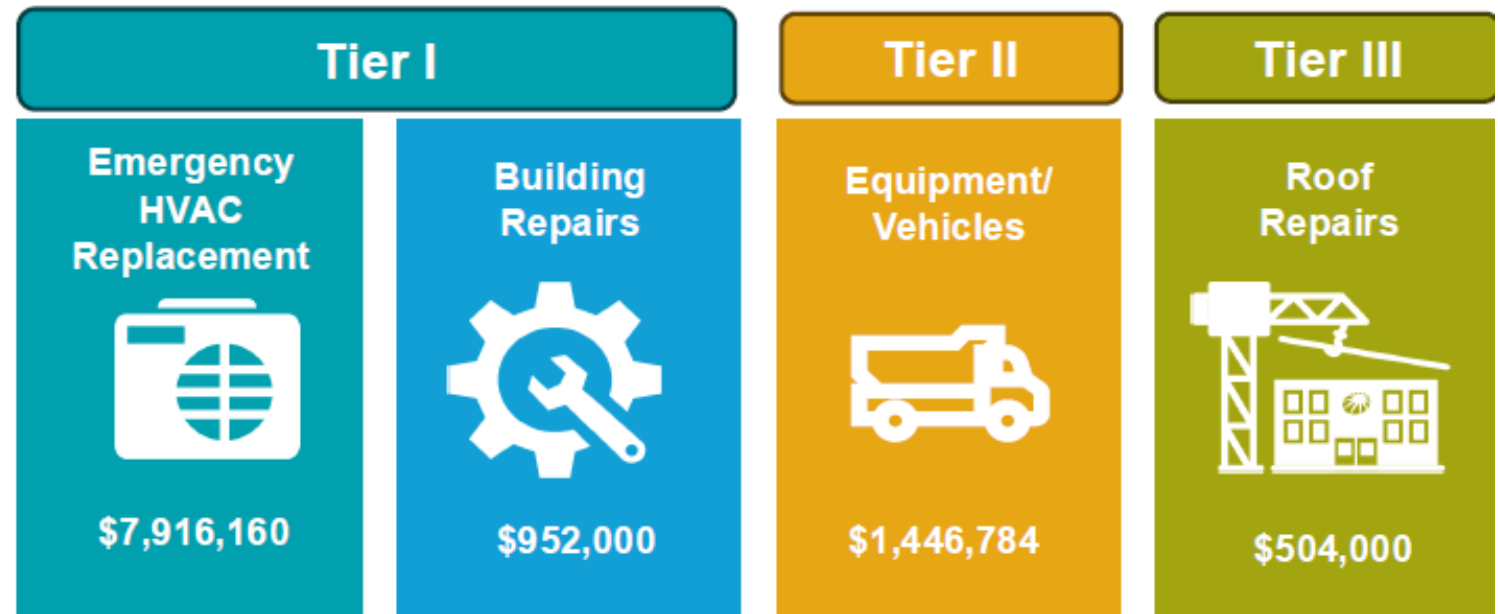 Tier I
Tier II
Tier III
Emergency
HVAC
Replacement
$7,916,160
Building
Repairs
$952,000
Equipment/
Vehicles
$1,446,784
Roof
Repairs
$504,000